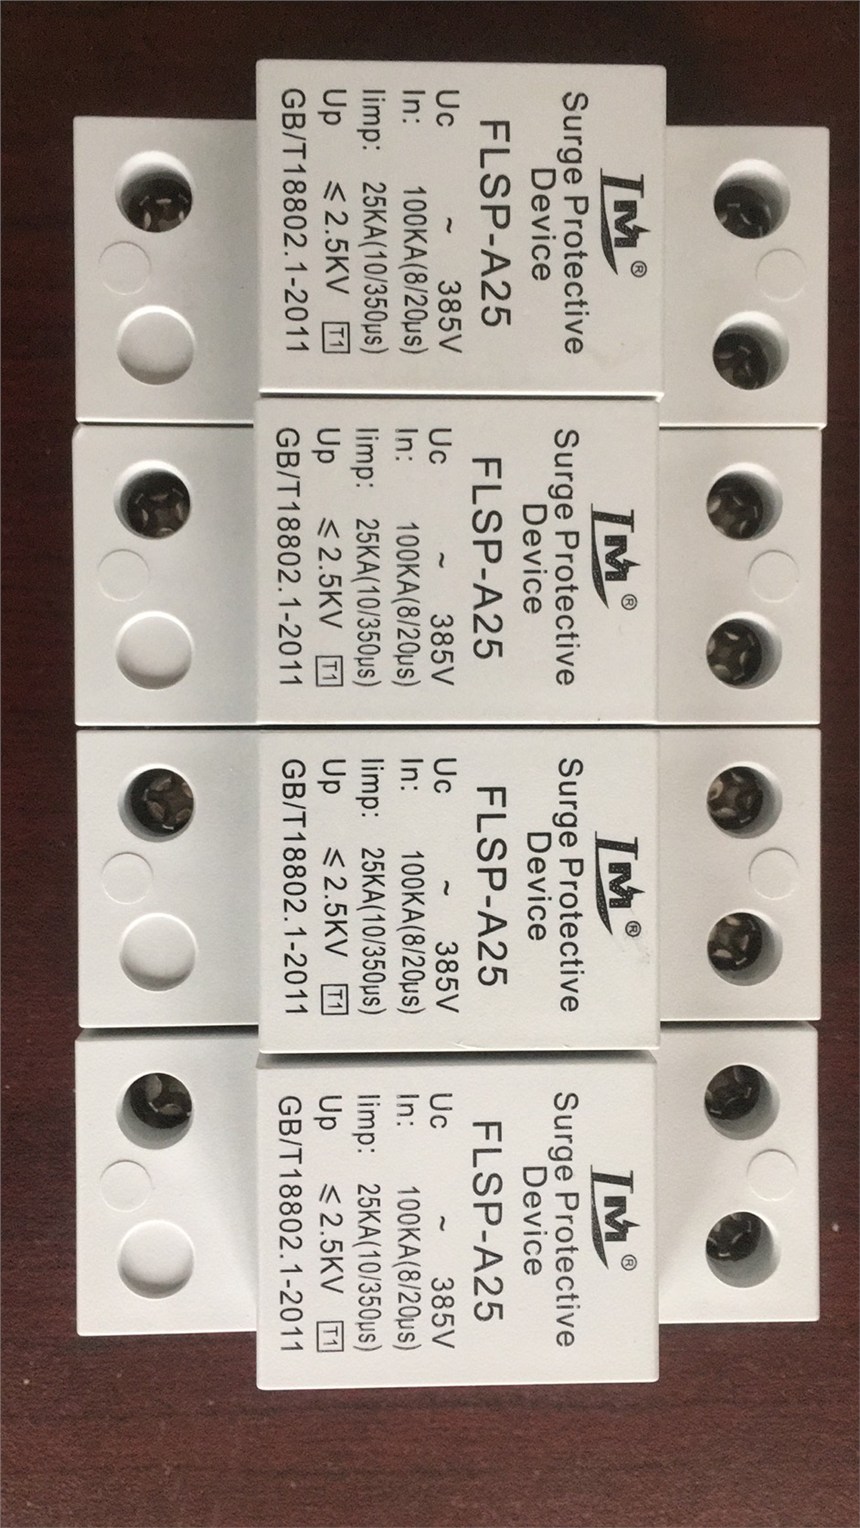 TM®
Surge Protective
Device
FLSP-A25
Uc ~ 385V
In: 100KA(8/20μs)
Iimp: 25KA(10/350μs)
Up ≤2.5KV T1
GB/T18802.1-2011
TM®
Surge Protective
Device
FLSP-A25
Uc ~ 385V
In: 100KA(8/20μs)
Iimp: 25KA(10/350μs)
Up ≤2.5KV T1
GB/T18802.1-2011
TM®
Surge Protective
Device
FLSP-A25
Uc ~ 385V
In: 100KA(8/20μs)
Iimp: 25KA(10/350μs)
Up ≤2.5KV T1
GB/T18802.1-2011
TM®
Surge Protective
Device
FLSP-A25
Uc ~ 385V
In: 100KA(8/20μs)
Iimp: 25KA(10/350μs)
Up ≤2.5KV T1
GB/T18802.1-2011